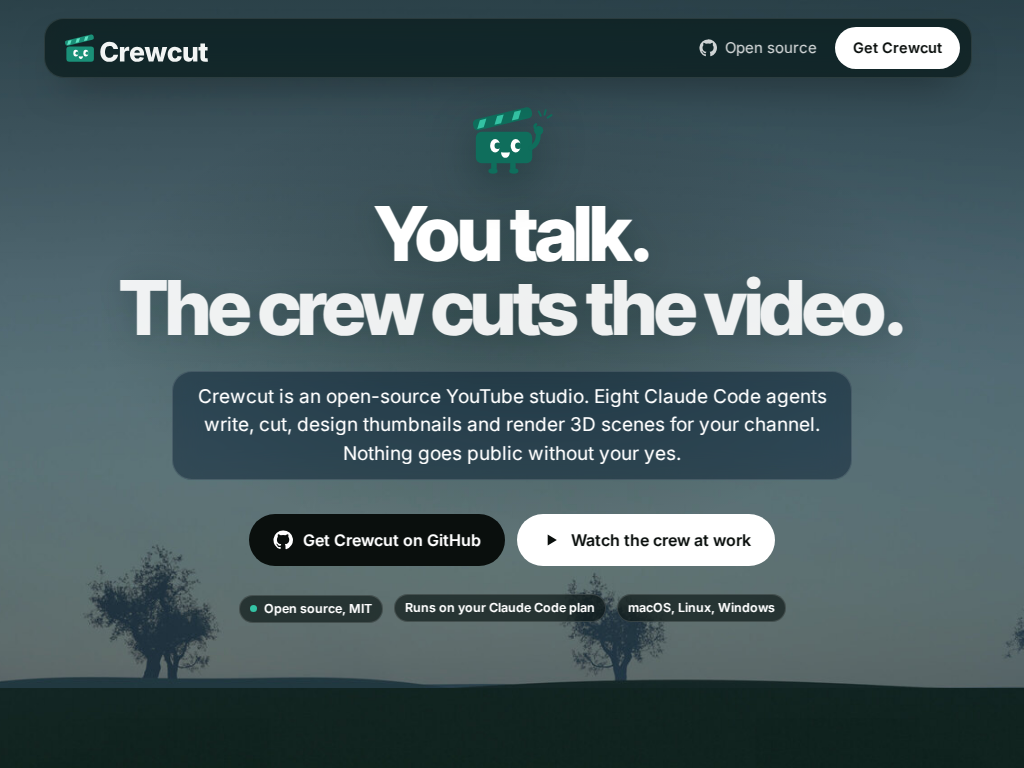 Crewcut
Open source
Get Crewcut
You talk.
The crew cuts the video.
Crewcut is an open-source YouTube studio. Eight Claude Code agents
write, cut, design thumbnails and render 3D scenes for your channel.
Nothing goes public without your yes.
Get Crewcut on GitHub
Watch the crew at work
Open source, MIT
Runs on your Claude Code plan
macOS, Linux, Windows